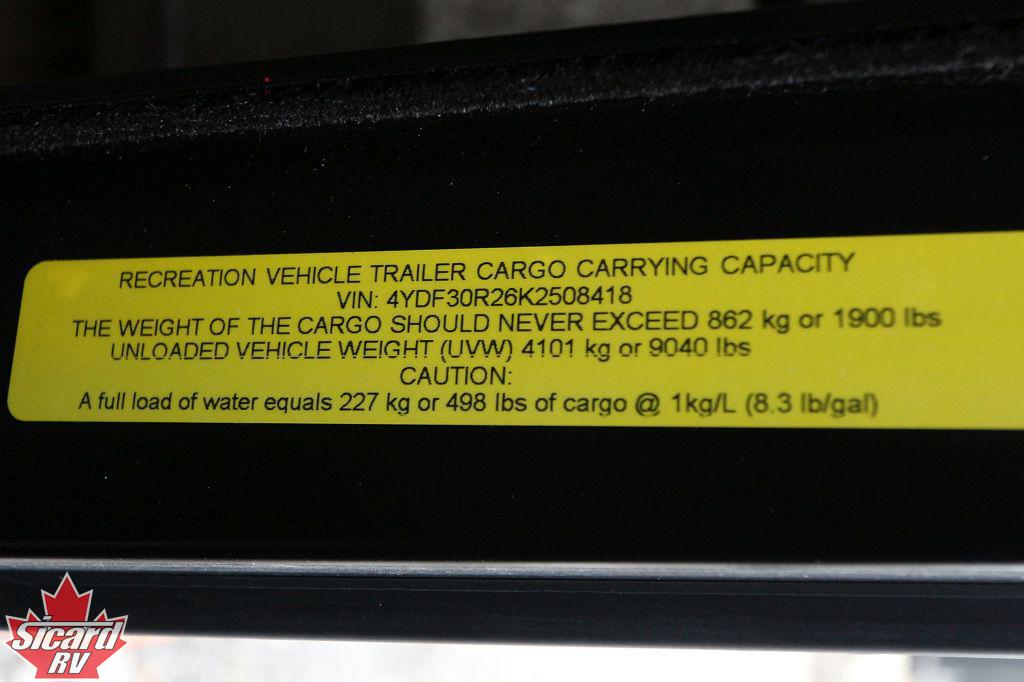 RECREATION VEHICLE TRAILER CARGO CARRYING CAPACITY
VIN: 4YDF30R26K2508418
THE WEIGHT OF THE CARGO SHOULD NEVER EXCEED 862 kg or 1900 lbs
UNLOADED VEHICLE WEIGHT (UVW) 4101 kg or 9040 lbs
CAUTION:
A full load of water equals 227 kg or 498 lbs of cargo @ 1kg/L (8.3 lb/gal)
Sicard
RV